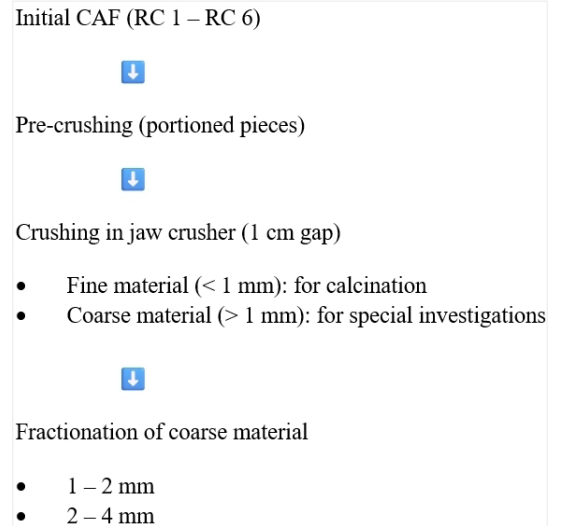 Initial CAF (RC 1 – RC 6)
Pre-crushing (portioned pieces)
Crushing in jaw crusher (1 cm gap)
• Fine material (< 1 mm): for calcination
• Coarse material (> 1 mm): for special investigations
Fractionation of coarse material
• 1 – 2 mm
• 2 – 4 mm